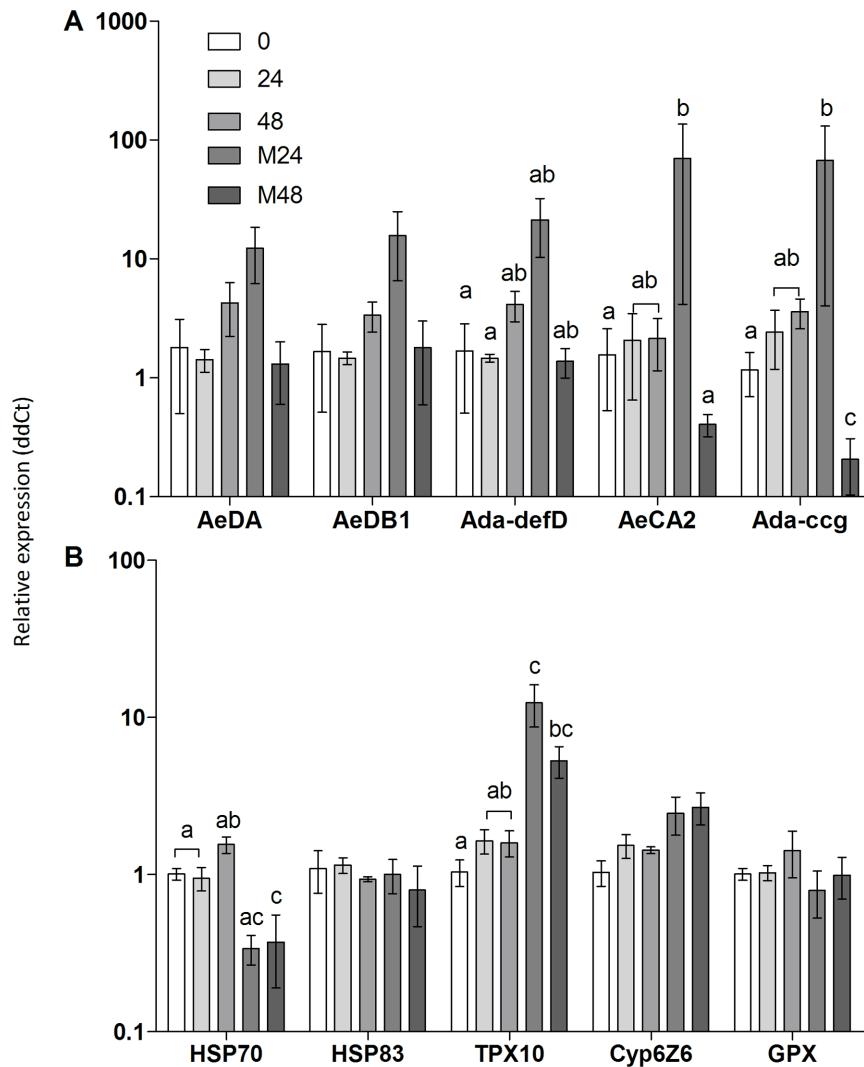 A
1000
100
10
1
0.1
0
24
48
M24
M48
a
a
ab
ab
ab
a
ab
b
a
a
ab
b
c
AeDA
AeDB1
Ada-defD
AeCA2
Ada-ccg
Relative expression (ddCt)
B
100
10
1
0.1
a
ab
ac
c
a
ab
c
bc
HSP70
HSP83
TPX10
Cyp6Z6
GPX